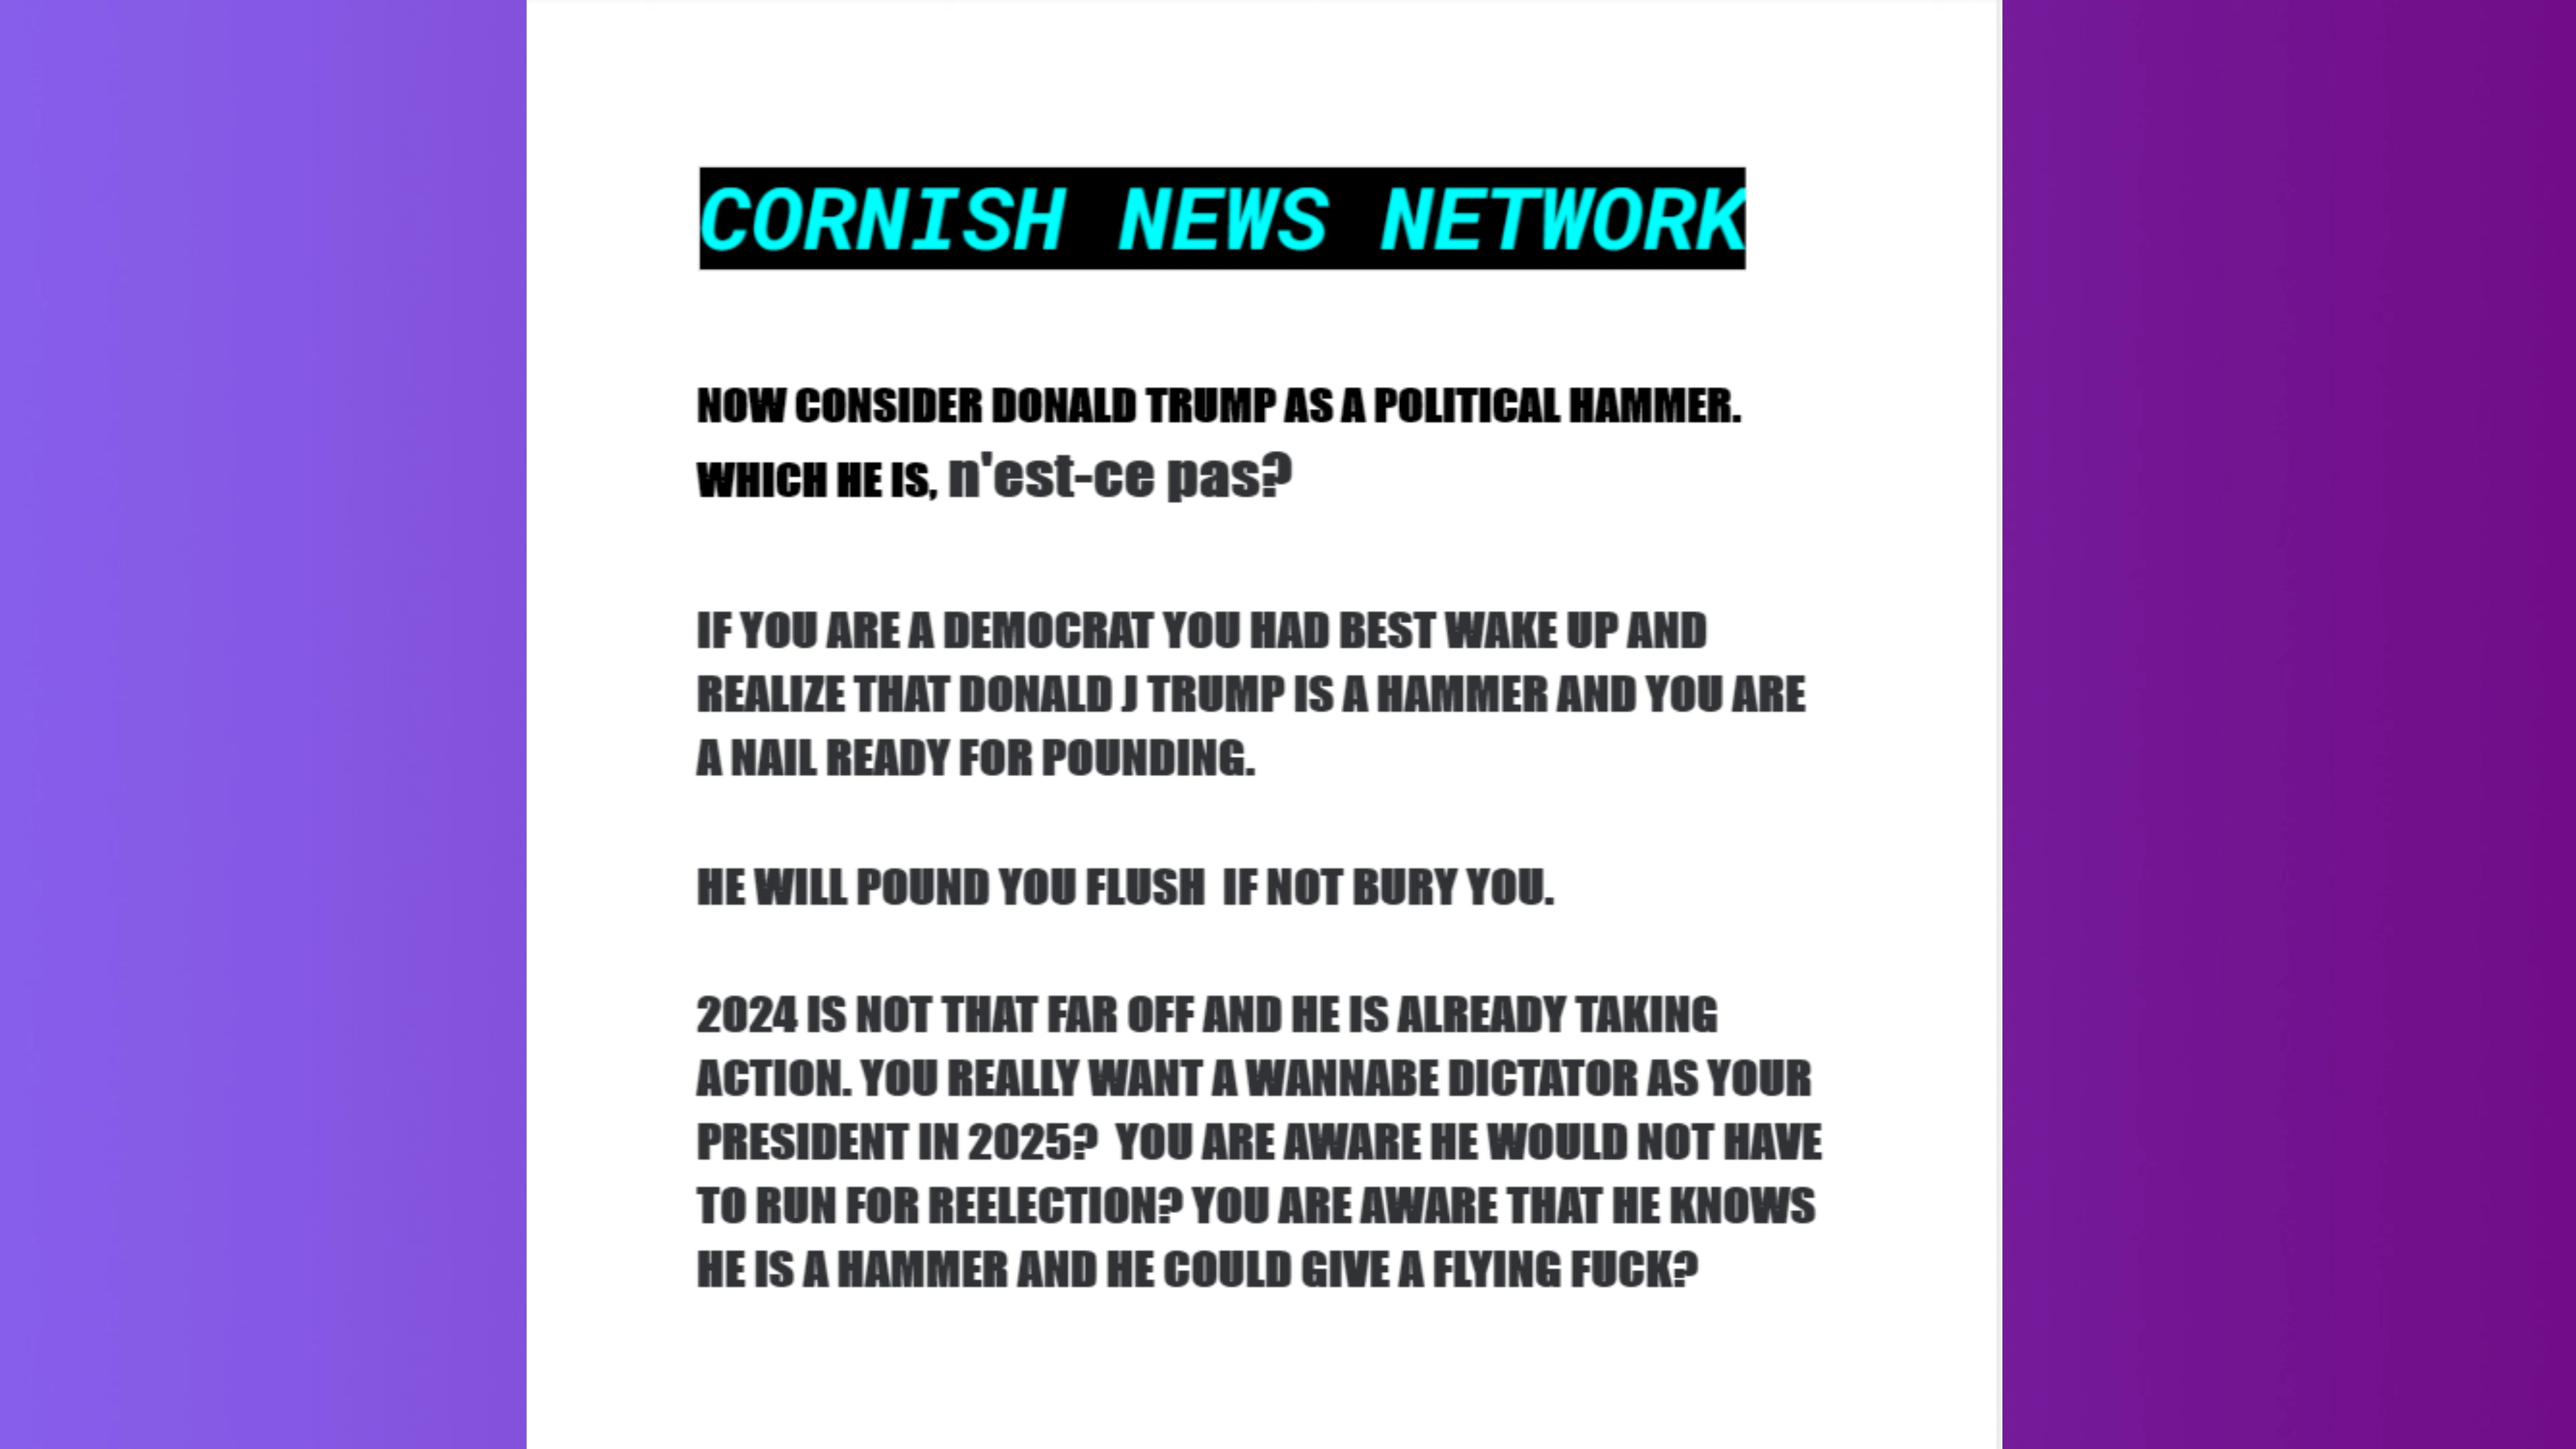 CORNISH NEWS NETWORK
NOW CONSIDER DONALD TRUMP AS A POLITICAL HAMMER.
WHICH HE IS, n'est-ce pas?
IF YOU ARE A DEMOCRAT YOU HAD BEST WAKE UP AND
REALIZE THAT DONALD J TRUMP IS A HAMMER AND YOU ARE
A NAIL READY FOR POUNDING.
HE WILL POUND YOU FLUSH  IF NOT BURY YOU.
2024 IS NOT THAT FAR OFF AND HE IS ALREADY TAKING
ACTION. YOU REALLY WANT A WANNABE DICTATOR AS YOUR
PRESIDENT IN 2025?  YOU ARE AWARE HE WOULD NOT HAVE
TO RUN FOR REELECTION? YOU ARE AWARE THAT HE KNOWS
HE IS A HAMMER AND HE COULD GIVE A FLYING FUCK?